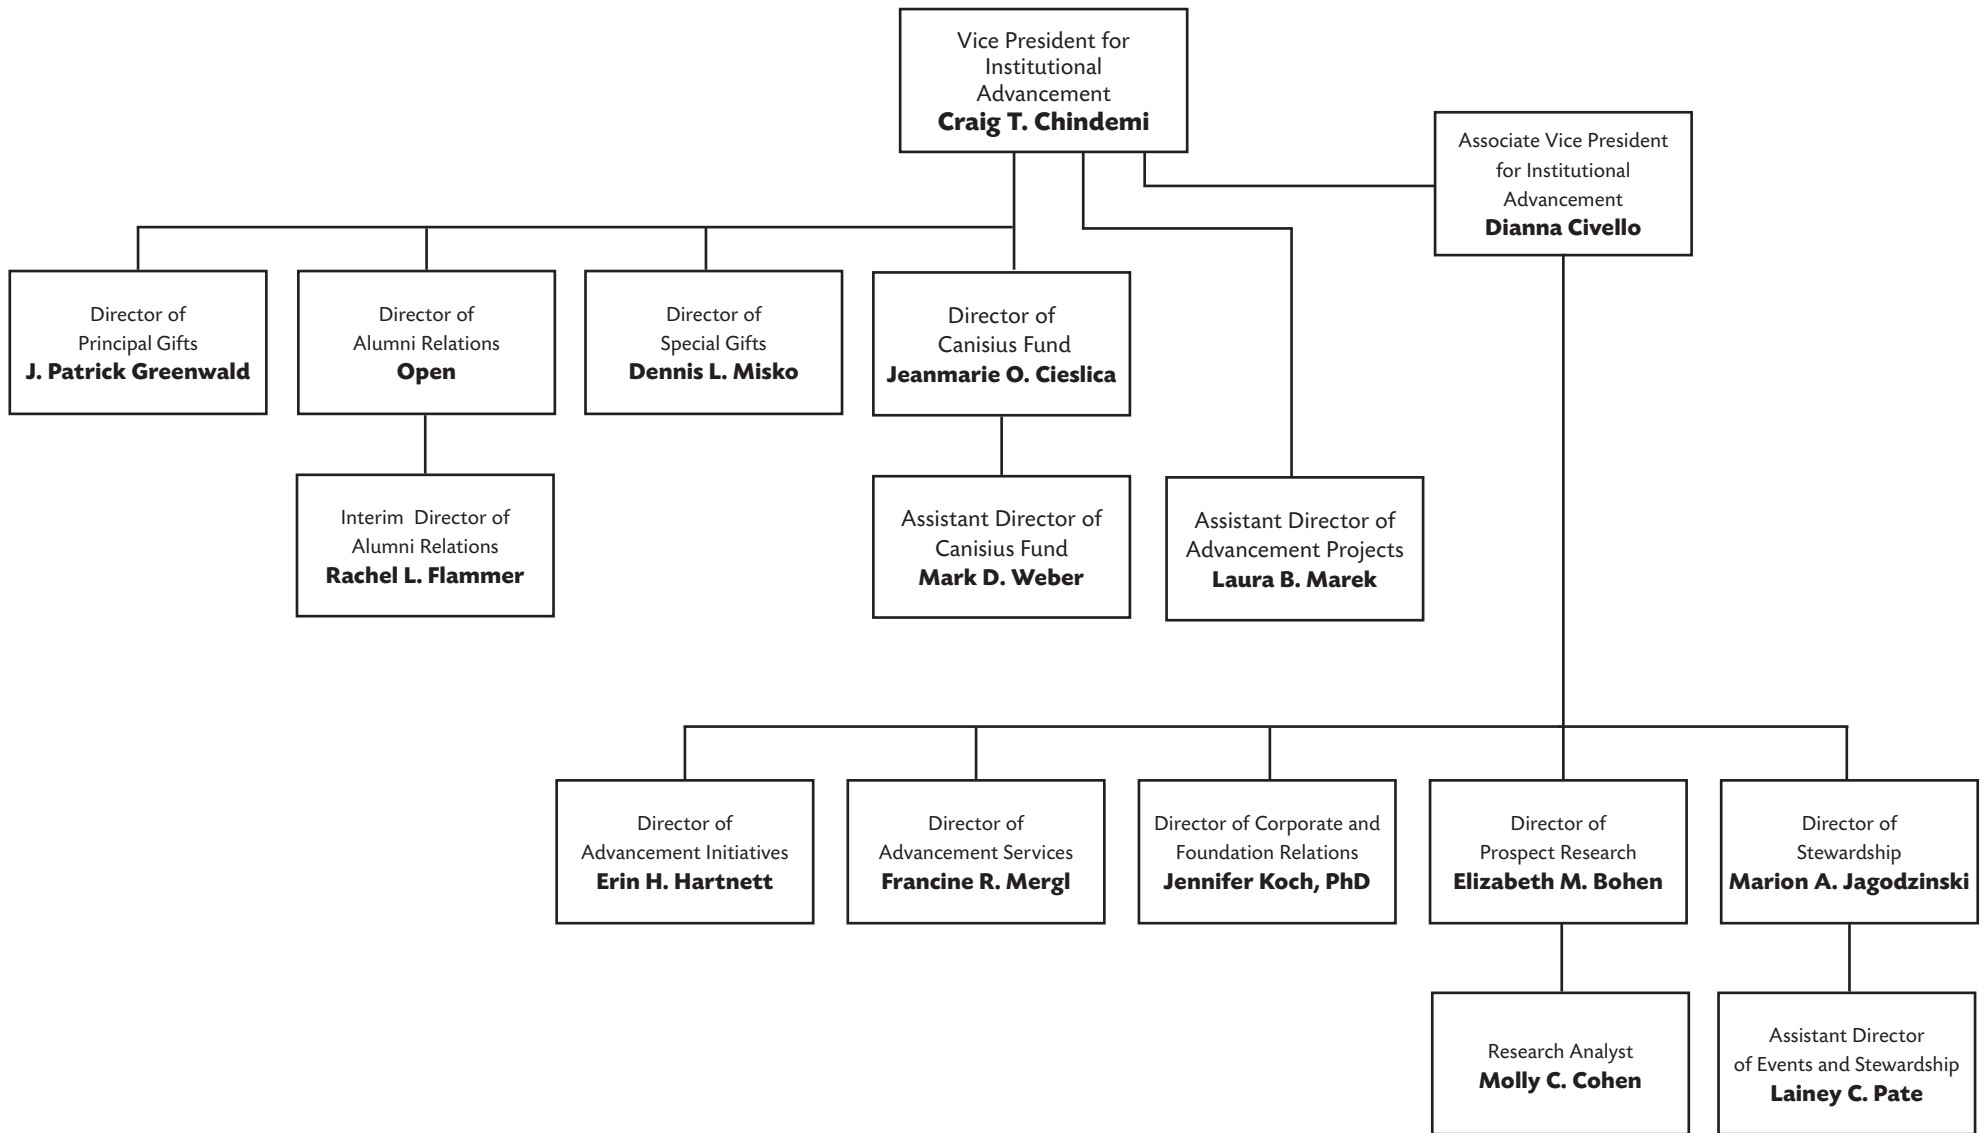 Vice President for
Institutional
Advancement
Craig T. Chindemi
Associate Vice President
for Institutional
Advancement
Dianna Civello
Director of
Principal Gifts
J. Patrick Greenwald
Director of
Alumni Relations
Open
Director of
Special Gifts
Dennis L. Misko
Director of
Canisius Fund
Jeanmarie O. Cieslica
Interim Director of
Alumni Relations
Rachel L. Flammer
Assistant Director of
Canisius Fund
Mark D. Weber
Assistant Director of
Advancement Projects
Laura B. Marek
Director of
Advancement Initiatives
Erin H. Hartnett
Director of
Advancement Services
Francine R. Mergl
Director of Corporate and
Foundation Relations
Jennifer Koch, PhD
Director of
Prospect Research
Elizabeth M. Bohen
Director of
Stewardship
Marion A. Jagodzinski
Research Analyst
Molly C. Cohen
Assistant Director
of Events and Stewardship
Lainey C. Pate